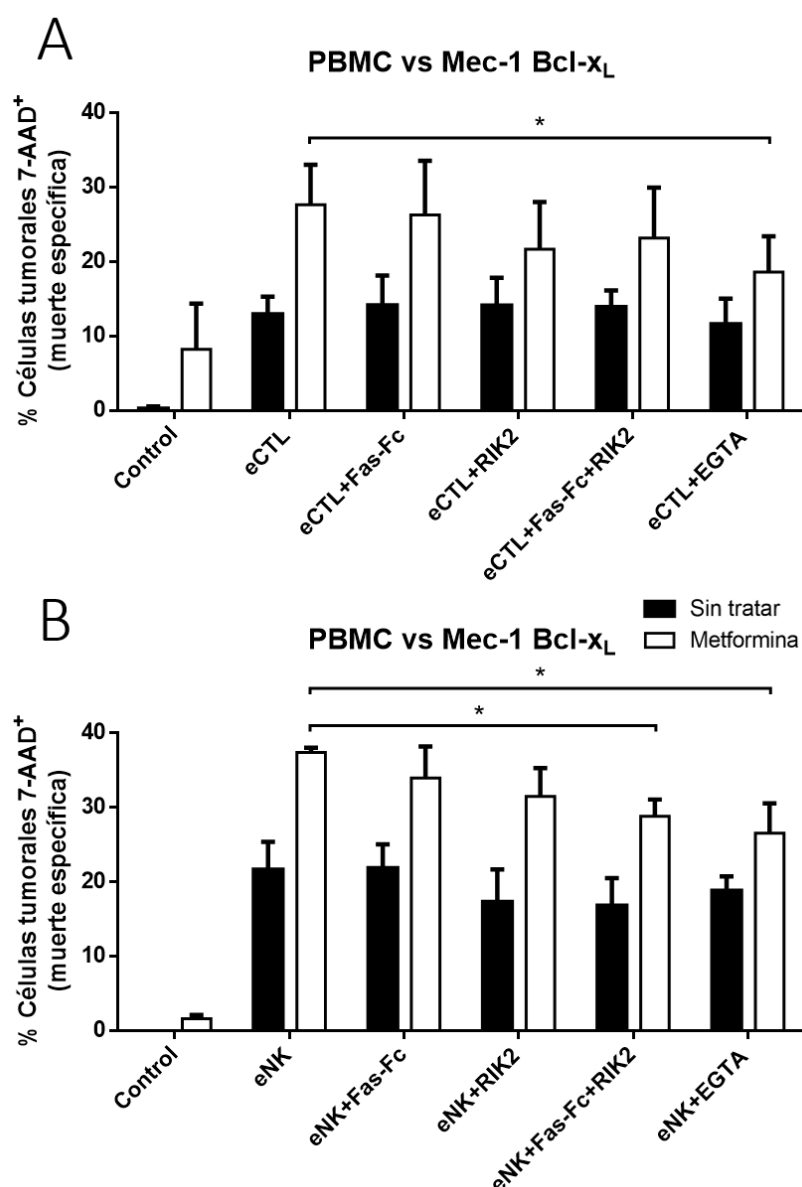 A
PBMC vs Mec-1 Bcl-xL
*
% Células tumorales 7-AAD+
(muerte específica)
40
30
20
10
0
Control
eCTL
eCTL+Fas-Fc
eCTL+RIK2
eCTL+Fas-Fc+RIK2
eCTL+EGTA
B
PBMC vs Mec-1 Bcl-xL
Sin tratar
Metformina
*
*
% Células tumorales 7-AAD+
(muerte específica)
40
30
20
10
0
Control
eNK
eNK+Fas-Fc
eNK+RIK2
eNK+Fas-Fc+RIK2
eNK+EGTA